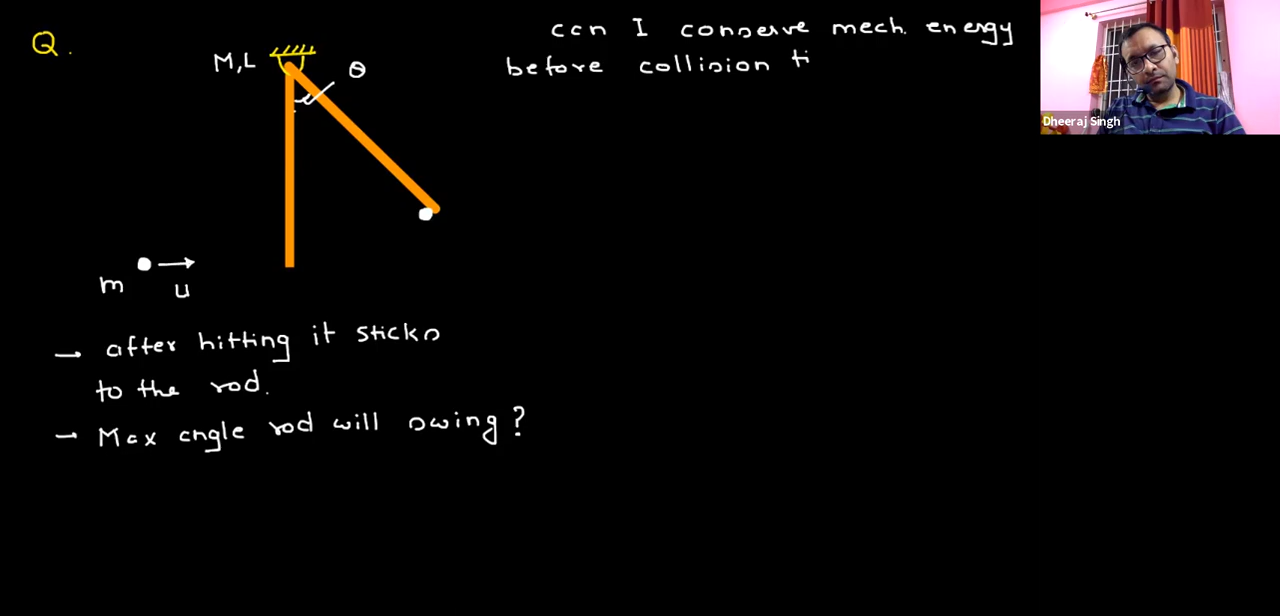 Q.
can I conserve mech. energy
before collision ti
M,L
θ
m
u
→ after hitting it sticks
to the rod.
→ Max angle rod will swing?
Dheeraj Singh